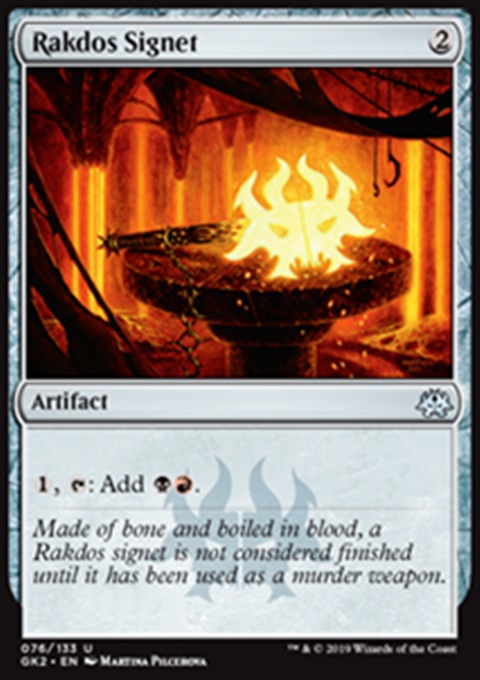 Rakdos Signet 2
Artifact
1, : Add .
Made of bone and boiled in blood, a
Rakdos signet is not considered finished
until it has been used as a murder weapon.
076/133 U
GK2 • EN Martina Pilcerova
™ & © 2019 Wizards of the Coast